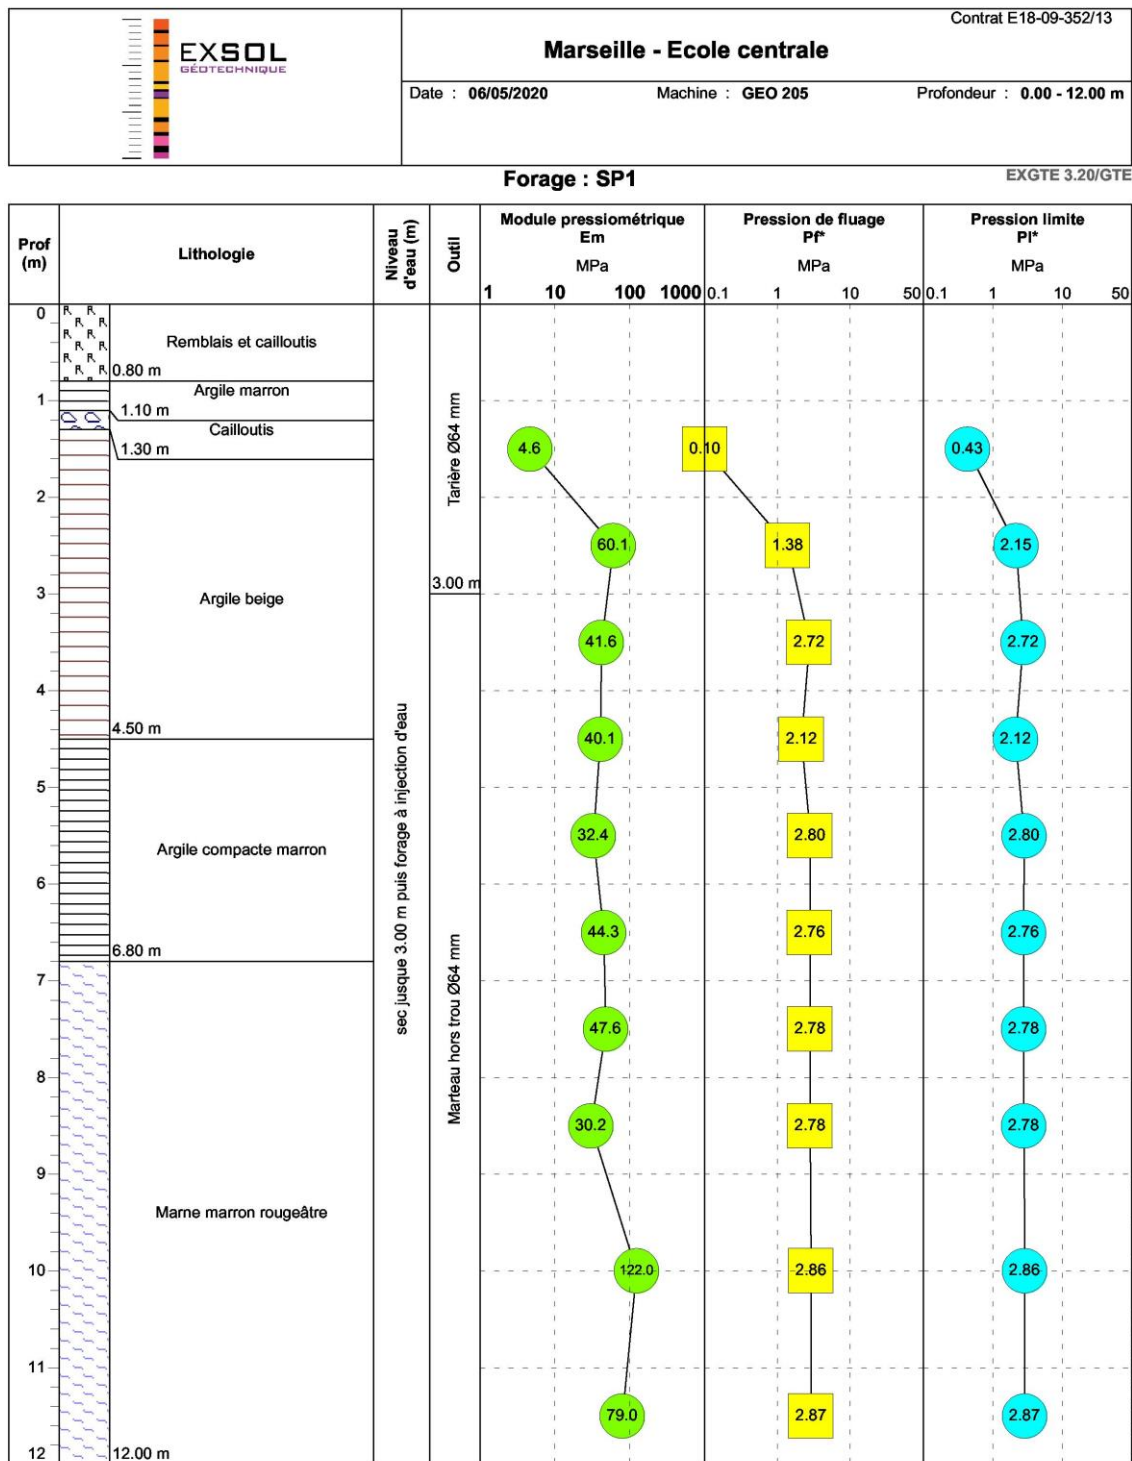 Contrat E18-09-352/13
EXSOL
GÉOTECHNIQUE
Marseille - Ecole centrale
Date : 06/05/2020 Machine : GEO 205 Profondeur : 0.00 - 12.00 m
Forage : SP1
EXGTE 3.20/GTE
Prof
(m)
Lithologie
Niveau
d'eau (m)
Outil
Module pressiométrique
Em
MPa
1 10 100 1000
Pression de fluage
Pf*
MPa
0.1 1 10 50
Pression limite
Pl*
MPa
0.1 1 10 50
0
R R R R R R R R R R R
Remblais et cailloutis
0.80 m
Argile marron
1
1.10 m
Cailloutis
1.30 m
4.6 0.10 0.43
Tarière Ø64 mm
2
60.1 1.38 2.15
3.00 m
3
Argile beige
41.6 2.72 2.72
4
4.50 m
40.1 2.12 2.12
5
sec jusque 3.00 m puis forage à injection d'eau
Argile compacte marron
32.4 2.80 2.80
6
44.3 2.76 2.76
6.80 m
7
Marteau hors trou Ø64 mm
47.6 2.78 2.78
8
30.2 2.78 2.78
9
Marne marron rougeâtre
10
122.0 2.86 2.86
11
79.0 2.87 2.87
12
12.00 m